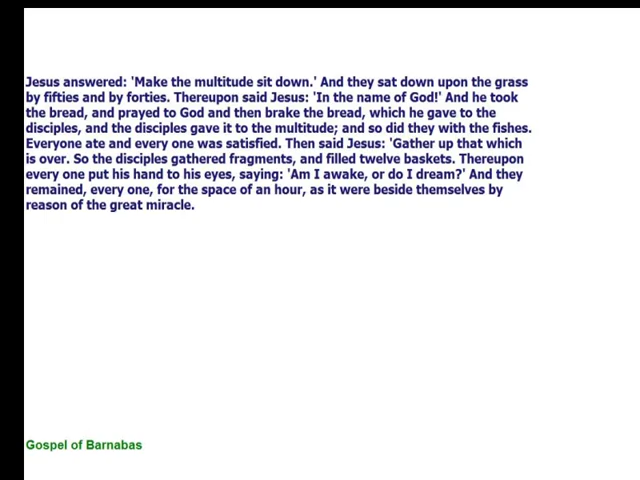 Jesus answered: 'Make the multitude sit down.' And they sat down upon the grass
by fifties and by forties. Thereupon said Jesus: 'In the name of God!' And he took
the bread, and prayed to God and then brake the bread, which he gave to the
disciples, and the disciples gave it to the multitude; and so did they with the fishes.
Everyone ate and every one was satisfied. Then said Jesus: 'Gather up that which
is over. So the disciples gathered fragments, and filled twelve baskets. Thereupon
every one put his hand to his eyes, saying: 'Am I awake, or do I dream?' And they
remained, every one, for the space of an hour, as it were beside themselves by
reason of the great miracle.
Gospel of Barnabas